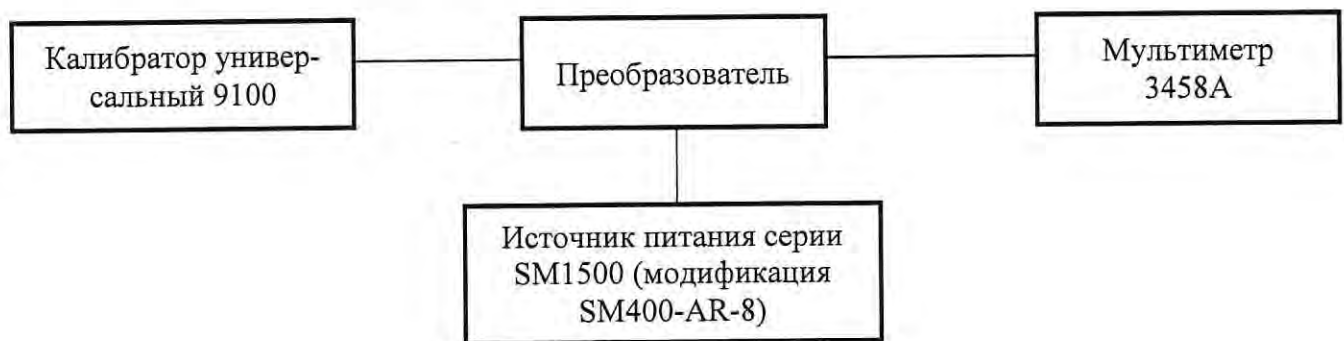 Калибратор универ-
сальный 9100
Преобразователь
Мультиметр
3458А
Источник питания серии
SM1500 (модификация
SM400-AR-8)